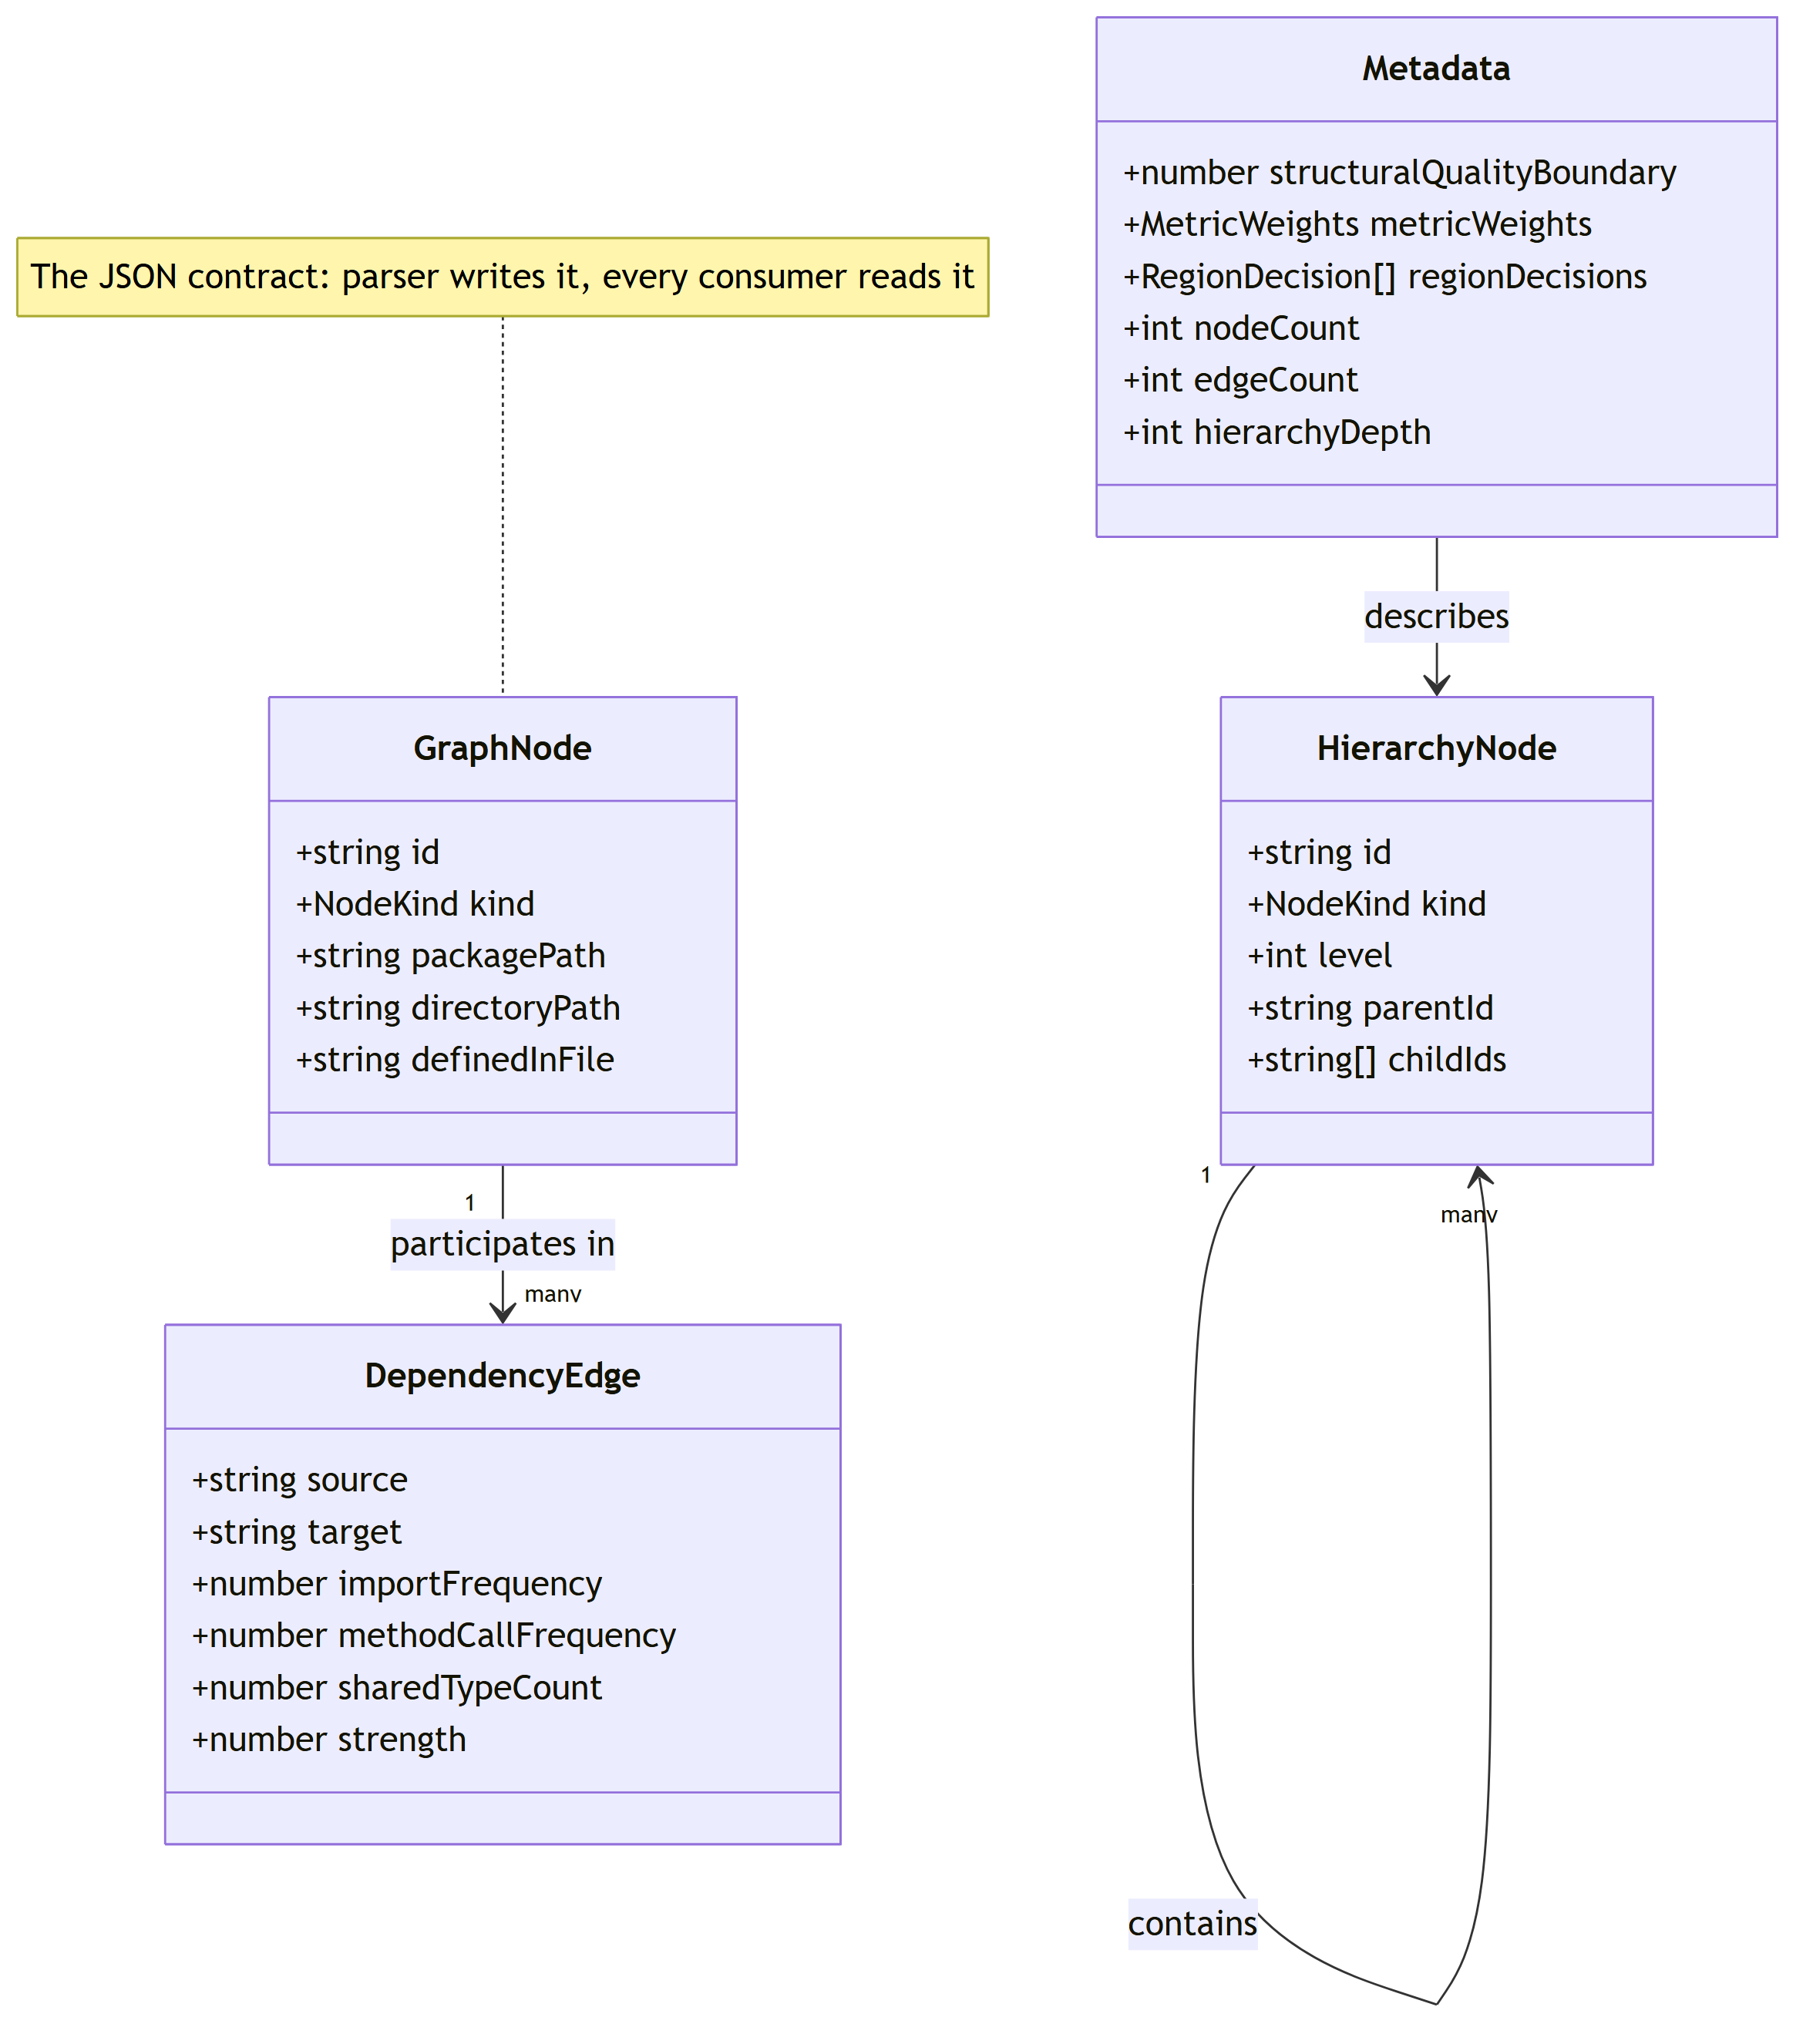 Metadata
+number structuralQualityBoundary
+MetricWeights metricWeights
+RegionDecision[] regionDecisions
+int nodeCount
+int edgeCount
+int hierarchyDepth
The JSON contract: parser writes it, every consumer reads it
describes
GraphNode
+string id
+NodeKind kind
+string packagePath
+string directoryPath
+string definedInFile
HierarchyNode
+string id
+NodeKind kind
+int level
+string parentId
+string[] childIds
1
participates in
many
1
many
DependencyEdge
+string source
+string target
+number importFrequency
+number methodCallFrequency
+number sharedTypeCount
+number strength
contains